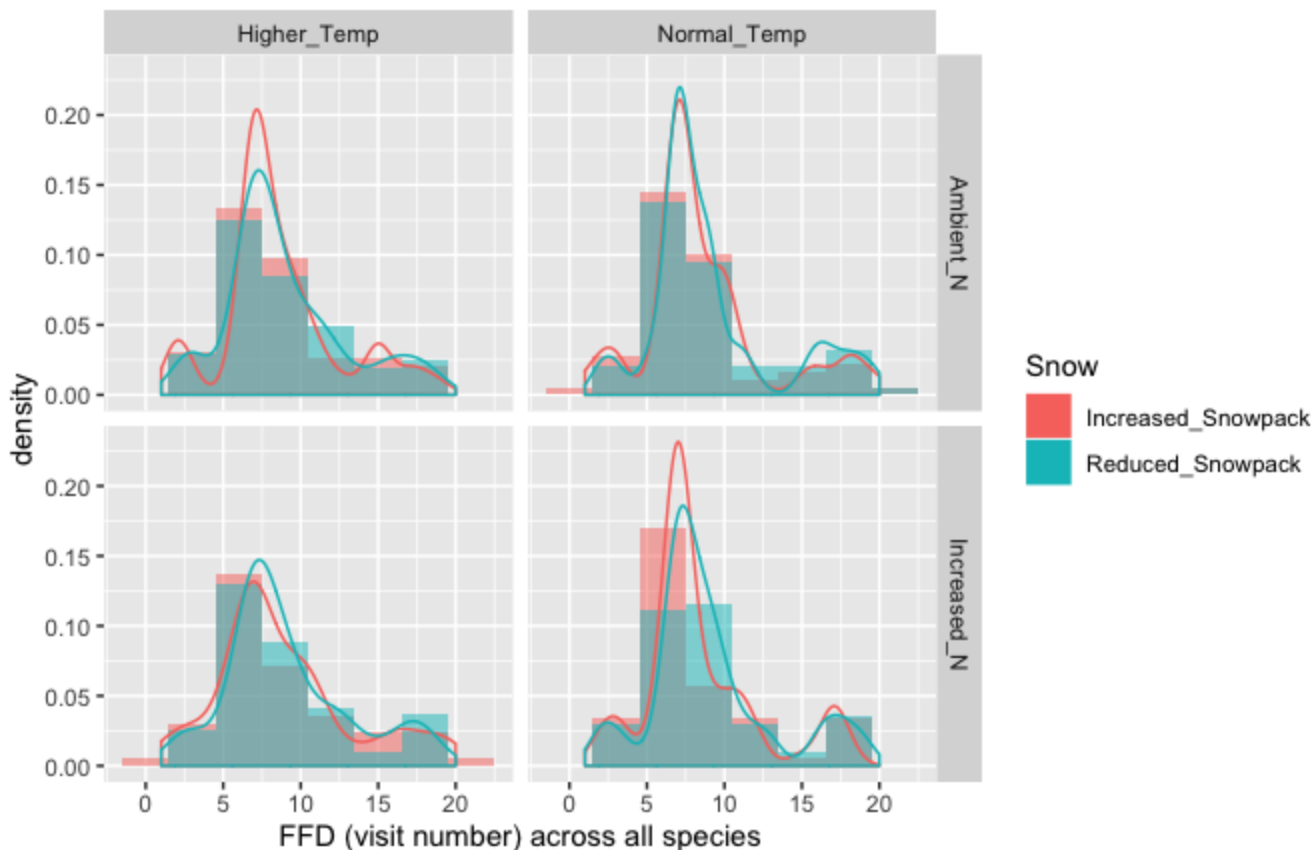 Higher_Temp
Normal_Temp
0.20
0.15
0.10
0.05
0.00
Ambient_N
density
0.20
0.15
0.10
0.05
0.00
Increased_N
0 5 10 15 20
0 5 10 15 20
FFD (visit number) across all species
Snow
Increased_Snowpack
Reduced_Snowpack